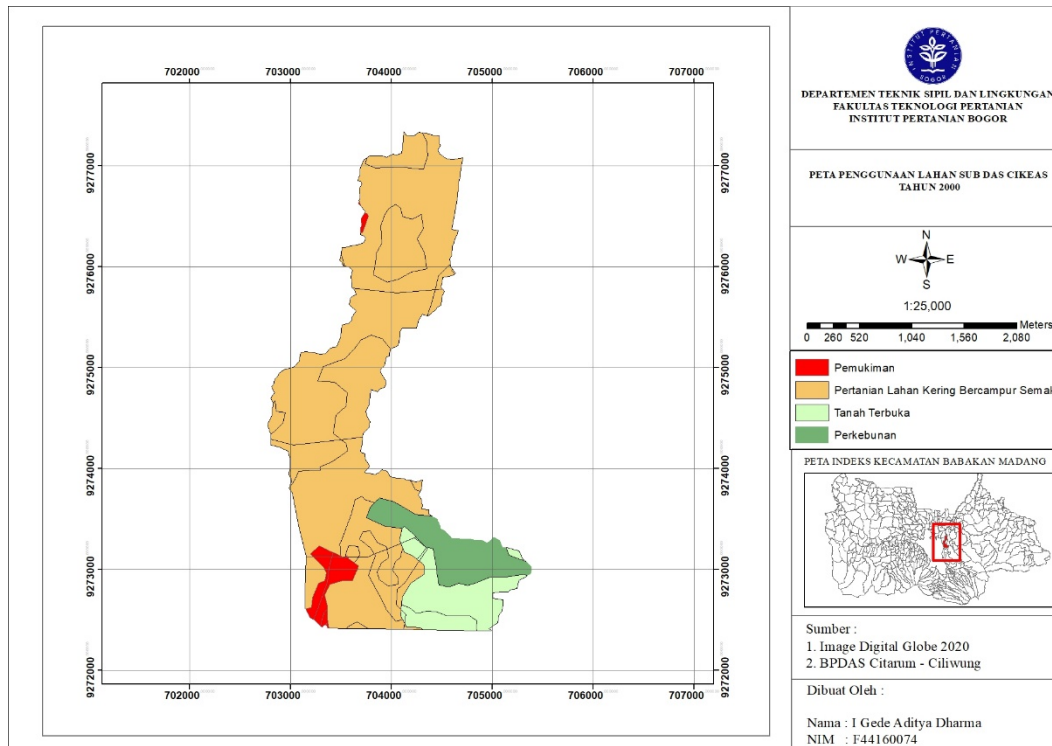 702000 703000 704000 705000 706000 707000
9277000
9276000
9275000
9274000
9273000
9272000
9277000
9276000
9275000
9274000
9273000
9272000
702000 703000 704000 705000 706000 707000
INSTITUT PERTANIAN
BOGOR
DEPARTEMEN TEKNIK SIPIL DAN LINGKUNGAN
FAKULTAS TEKNOLOGI PERTANIAN
INSTITUT PERTANIAN BOGOR
PETA PENGGUNAAN LAHAN SUB DAS CIKEAS
TAHUN 2000
N
W E
S
1:25,000
Meters
0 260 520 1,040 1,560 2,080
Pemukiman
Pertanian Lahan Kering Bercampur Semak
Tanah Terbuka
Perkebunan
PETA INDEKS KECAMATAN BABAKAN MADANG
Sumber :
1. Image Digital Globe 2020
2. BPDAS Citarum - Ciliwung
Dibuat Oleh :
Nama : I Gede Aditya Dharma
NIM : F44160074